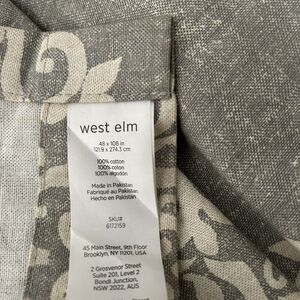 west elm
48 x 108 in
121.9 x 274.3 cm
100% cotton
100% coton
100% algodón
Made in Pakistan
Fabriqué au Pakistan
Hecho en Pakistán
SKU#
6172159
45 Main Street, 9th Floor
Brooklyn, NY 11201, USA
2 Grosvenor Street
Suite 201, Level 2
Bondi Junction,
NSW 2022, AUS